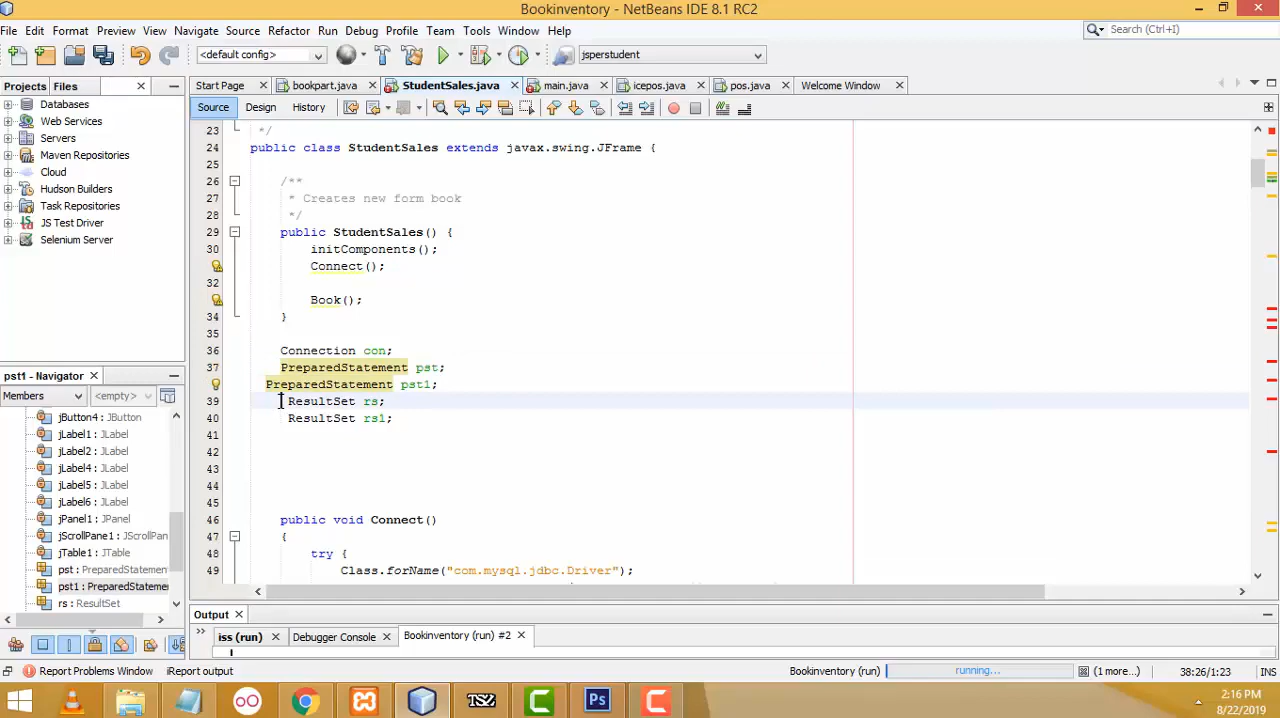 Bookinventory - NetBeans IDE 8.1 RC2
File Edit Format Preview View Navigate Source Refactor Run Debug Profile Team Tools Window Help
Search (Ctrl+I)
<default config>
jsperstudent
Projects Files
Start Page bookpart.java StudentSales.java main.java icepos.java pos.java Welcome Window
Source Design History
Databases
Web Services
Servers
Maven Repositories
Cloud
Hudson Builders
Task Repositories
JS Test Driver
Selenium Server
23 */
24 public class StudentSales extends javax.swing.JFrame {
25
26 /**
27 * Creates new form book
28 */
29 public StudentSales() {
30 initComponents();
Connect();
32
Book();
34 }
35
36 Connection con;
37 PreparedStatement pst;
PreparedStatement pst1;
39 ResultSet rs;
40 ResultSet rs1;
41
42
43
44
45
46 public void Connect()
47 {
48 try {
49 Class.forName("com.mysql.jdbc.Driver");
pst1 - Navigator
Members <empty>
jButton4 : JButton
jLabel1 : JLabel
jLabel2 : JLabel
jLabel4 : JLabel
jLabel5 : JLabel
jLabel6 : JLabel
jPanel1 : JPanel
jScrollPane1 : JScrollPan
jTable1 : JTable
pst : PreparedStatement
pst1 : PreparedStateme
rs : ResultSet
Output
iss (run) Debugger Console Bookinventory (run) #2
Report Problems Window iReport output
Bookinventory (run) running... (1 more...) 38:26/1:23 INS
TSZ Ps
2:16 PM
8/22/2019